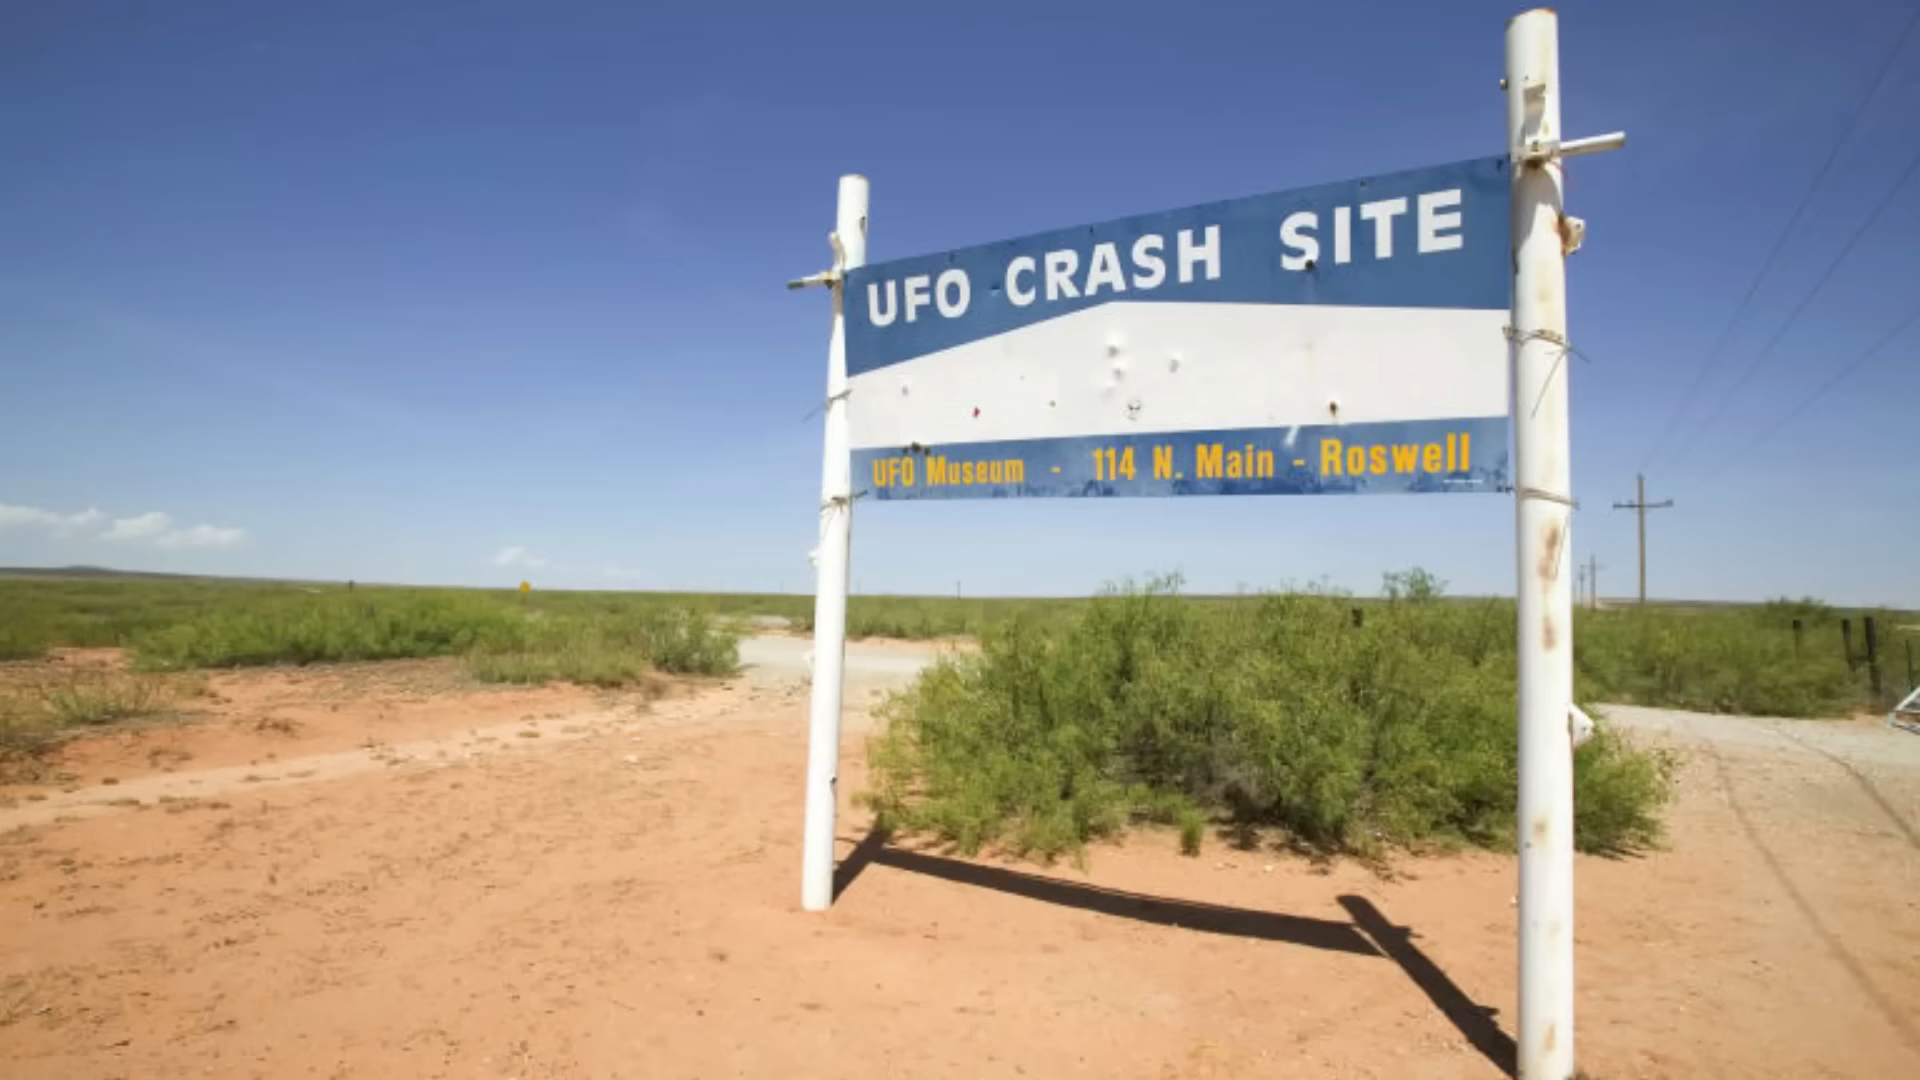 UFO CRASH SITE
UFO Museum - 114 N. Main - Roswell